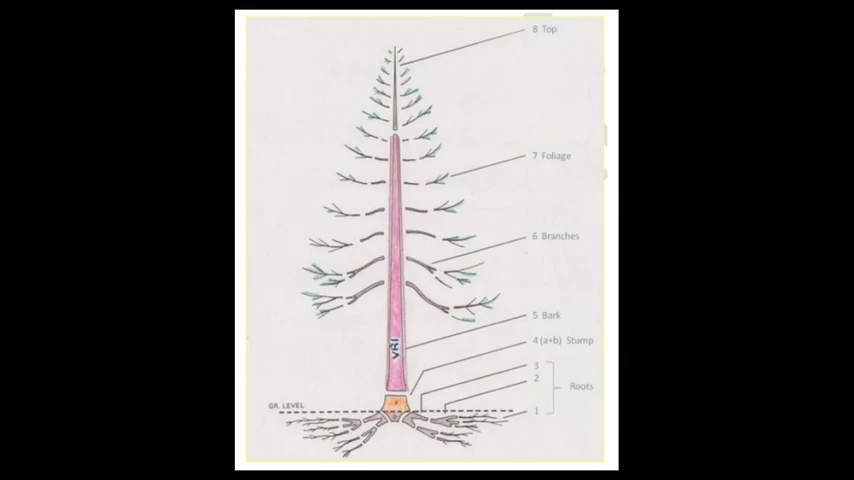 8 Top
7 Foliage
6 Branches
5 Bark
VRI
4 (a+b) Stump
3
2
Roots
GR. LEVEL
1